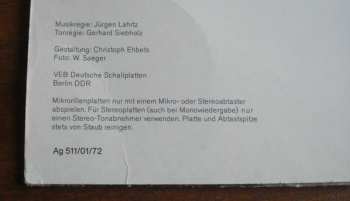 Musikregie: Jürgen Lahrtz
Tonregie: Gerhard Siebholz
Gestaltung: Christoph Ehbets
Foto: W. Saeger
VEB Deutsche Schallplatten
Berlin DDR
Mikrorillenplatten nur mit einem Mikro- oder Stereoabtaster
abspielen. Für Stereoplatten (auch bei Monowiedergabe) nur
einen Stereo-Tonabnehmer verwenden. Platte und Abtastspitze
stets von Staub reinigen.
Ag 511/01/72